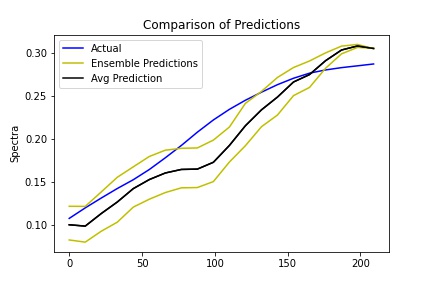 Comparison of Predictions
Actual
Ensemble Predictions
Avg Prediction
Spectra
0.30
0.25
0.20
0.15
0.10
0 50 100 150 200